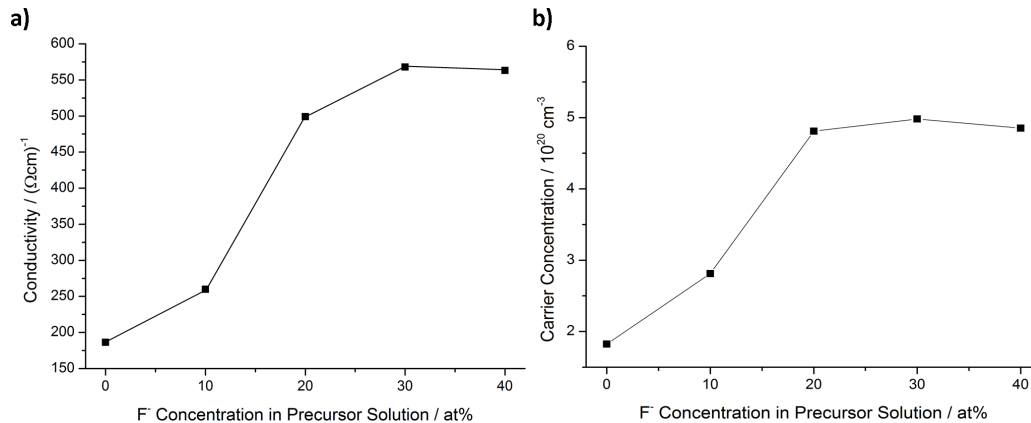 a)
600
550
500
450
400
350
300
250
200
150
Conductivity / (Ωcm)⁻¹
0 10 20 30 40
F⁻ Concentration in Precursor Solution / at%
b)
6
5
4
3
2
Carrier Concentration / 10²⁰ cm⁻³
0 10 20 30 40
F⁻ Concentration in Precursor Solution / at%